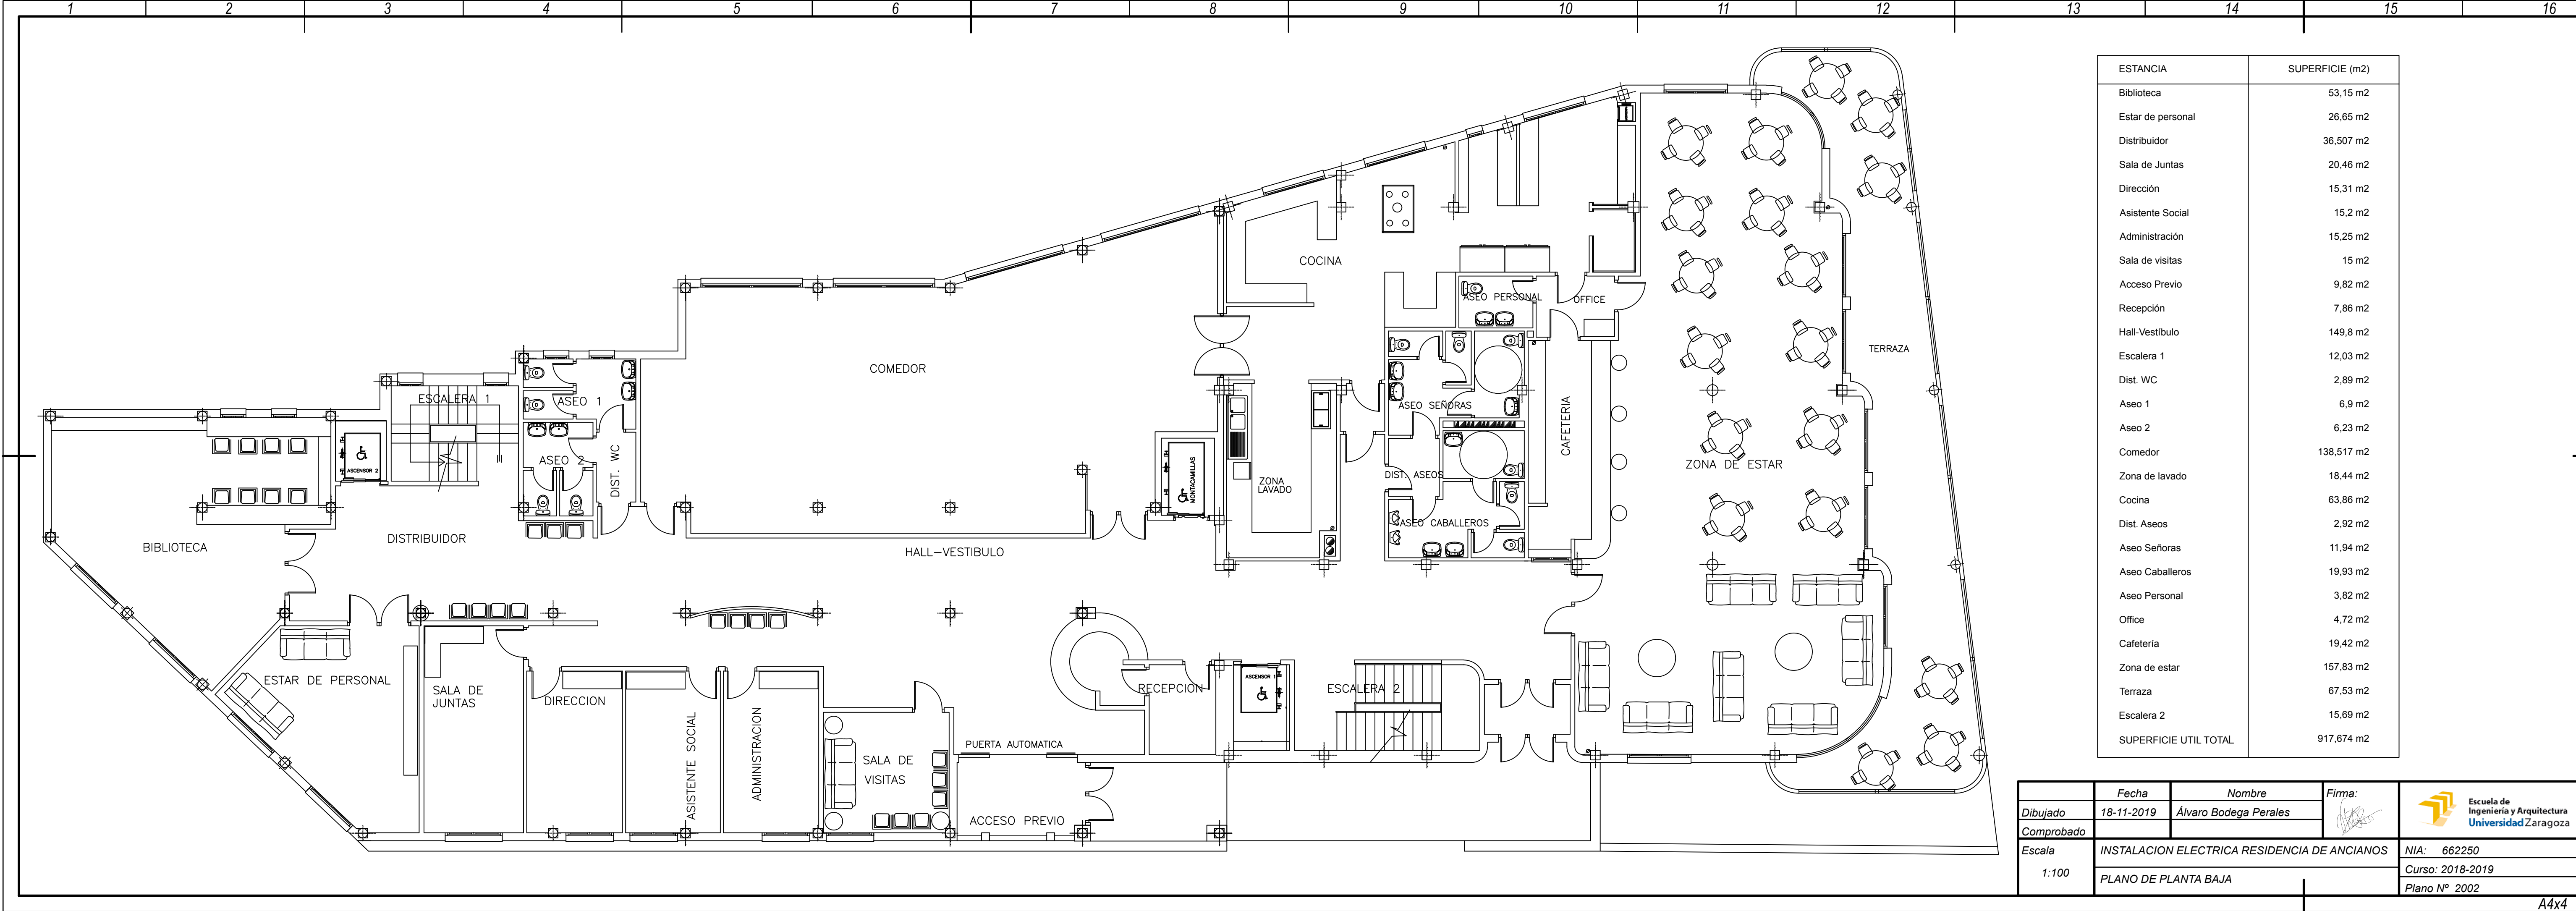 1 2 3 4 5 6 7 8 9 10 11 12 13 14 15 16
ESTANCIA SUPERFICIE (m2)
Biblioteca 53,15 m2
Estar de personal 26,65 m2
Distribuidor 36,507 m2
Sala de Juntas 20,46 m2
Dirección 15,31 m2
Asistente Social 15,2 m2
Administración 15,25 m2
Sala de visitas 15 m2
Acceso Previo 9,82 m2
Recepción 7,86 m2
Hall-Vestíbulo 149,8 m2
Escalera 1 12,03 m2
Dist. WC 2,89 m2
Aseo 1 6,9 m2
Aseo 2 6,23 m2
Comedor 138,517 m2
Zona de lavado 18,44 m2
Cocina 63,86 m2
Dist. Aseos 2,92 m2
Aseo Señoras 11,94 m2
Aseo Caballeros 19,93 m2
Aseo Personal 3,82 m2
Office 4,72 m2
Cafetería 19,42 m2
Zona de estar 157,83 m2
Terraza 67,53 m2
Escalera 2 15,69 m2
SUPERFICIE UTIL TOTAL 917,674 m2
COCINA
ASEO PERSONAL
OFFICE
TERRAZA
COMEDOR
ESCALERA 1
ASEO 1
ASEO SEÑORAS
CAFETERIA
ASEO 2
DIST. WC
ASCENSOR 2
MONTACAMILLAS
ZONA
LAVADO
DIST. ASEOS
ZONA DE ESTAR
ASEO CABALLEROS
BIBLIOTECA
DISTRIBUIDOR
HALL-VESTIBULO
ESTAR DE PERSONAL
SALA DE
JUNTAS
DIRECCION
ASISTENTE SOCIAL
ADMINISTRACION
RECEPCION
ASCENSOR 1
ESCALERA 2
PUERTA AUTOMATICA
SALA DE
VISITAS
ACCESO PREVIO
Fecha Nombre Firma:
Dibujado 18-11-2019 Álvaro Bodega Perales
Comprobado
Escuela de
Ingeniería y Arquitectura
Universidad Zaragoza
Escala
1:100
INSTALACION ELECTRICA RESIDENCIA DE ANCIANOS
PLANO DE PLANTA BAJA
NIA: 662250
Curso: 2018-2019
Plano Nº 2002
A4x4